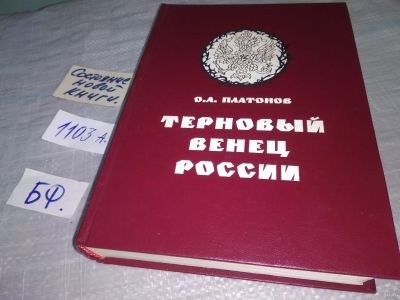 Состояние
новой
книги.
1103 А.
БФ.
О.А. ПЛАТОНОВ
ТЕРНОВЫЙ
ВЕНЕЦ
РОССИИ